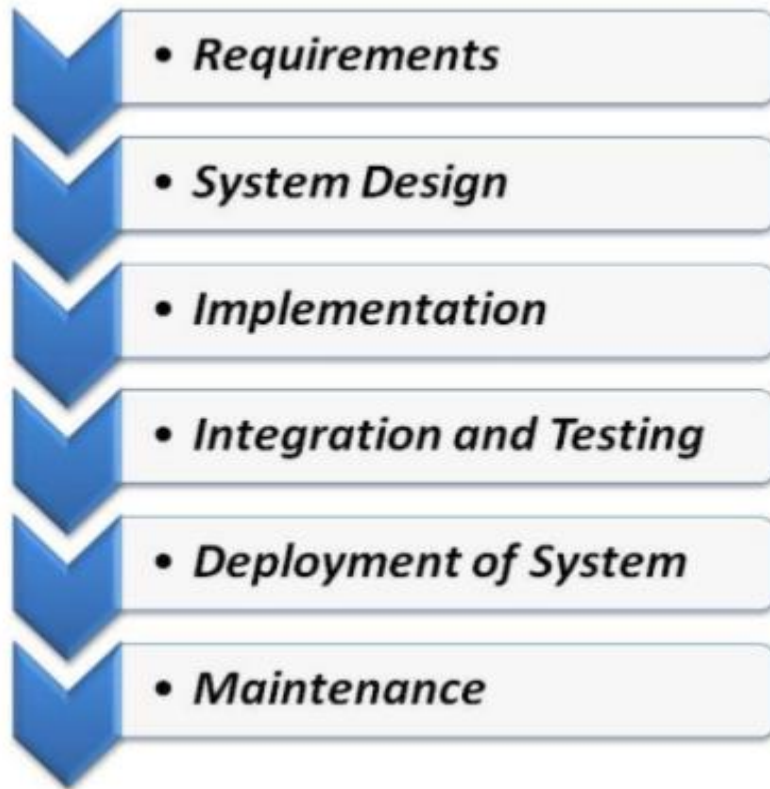 • Requirements
• System Design
• Implementation
• Integration and Testing
• Deployment of System
• Maintenance